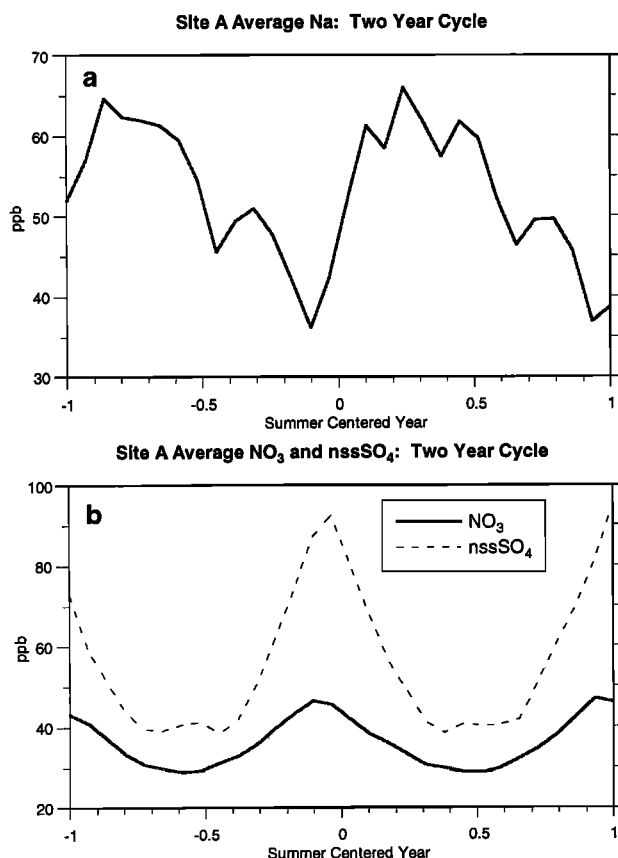 Site A Average Na: Two Year Cycle
a
70
60
50
40
30
ppb
-1 -0.5 0 0.5 1
Summer Centered Year
Site A Average NO₃ and nssSO₄: Two Year Cycle
b
NO₃
nssSO₄
100
80
60
40
20
ppb
-1 -0.5 0 0.5 1
Summer Centered Year